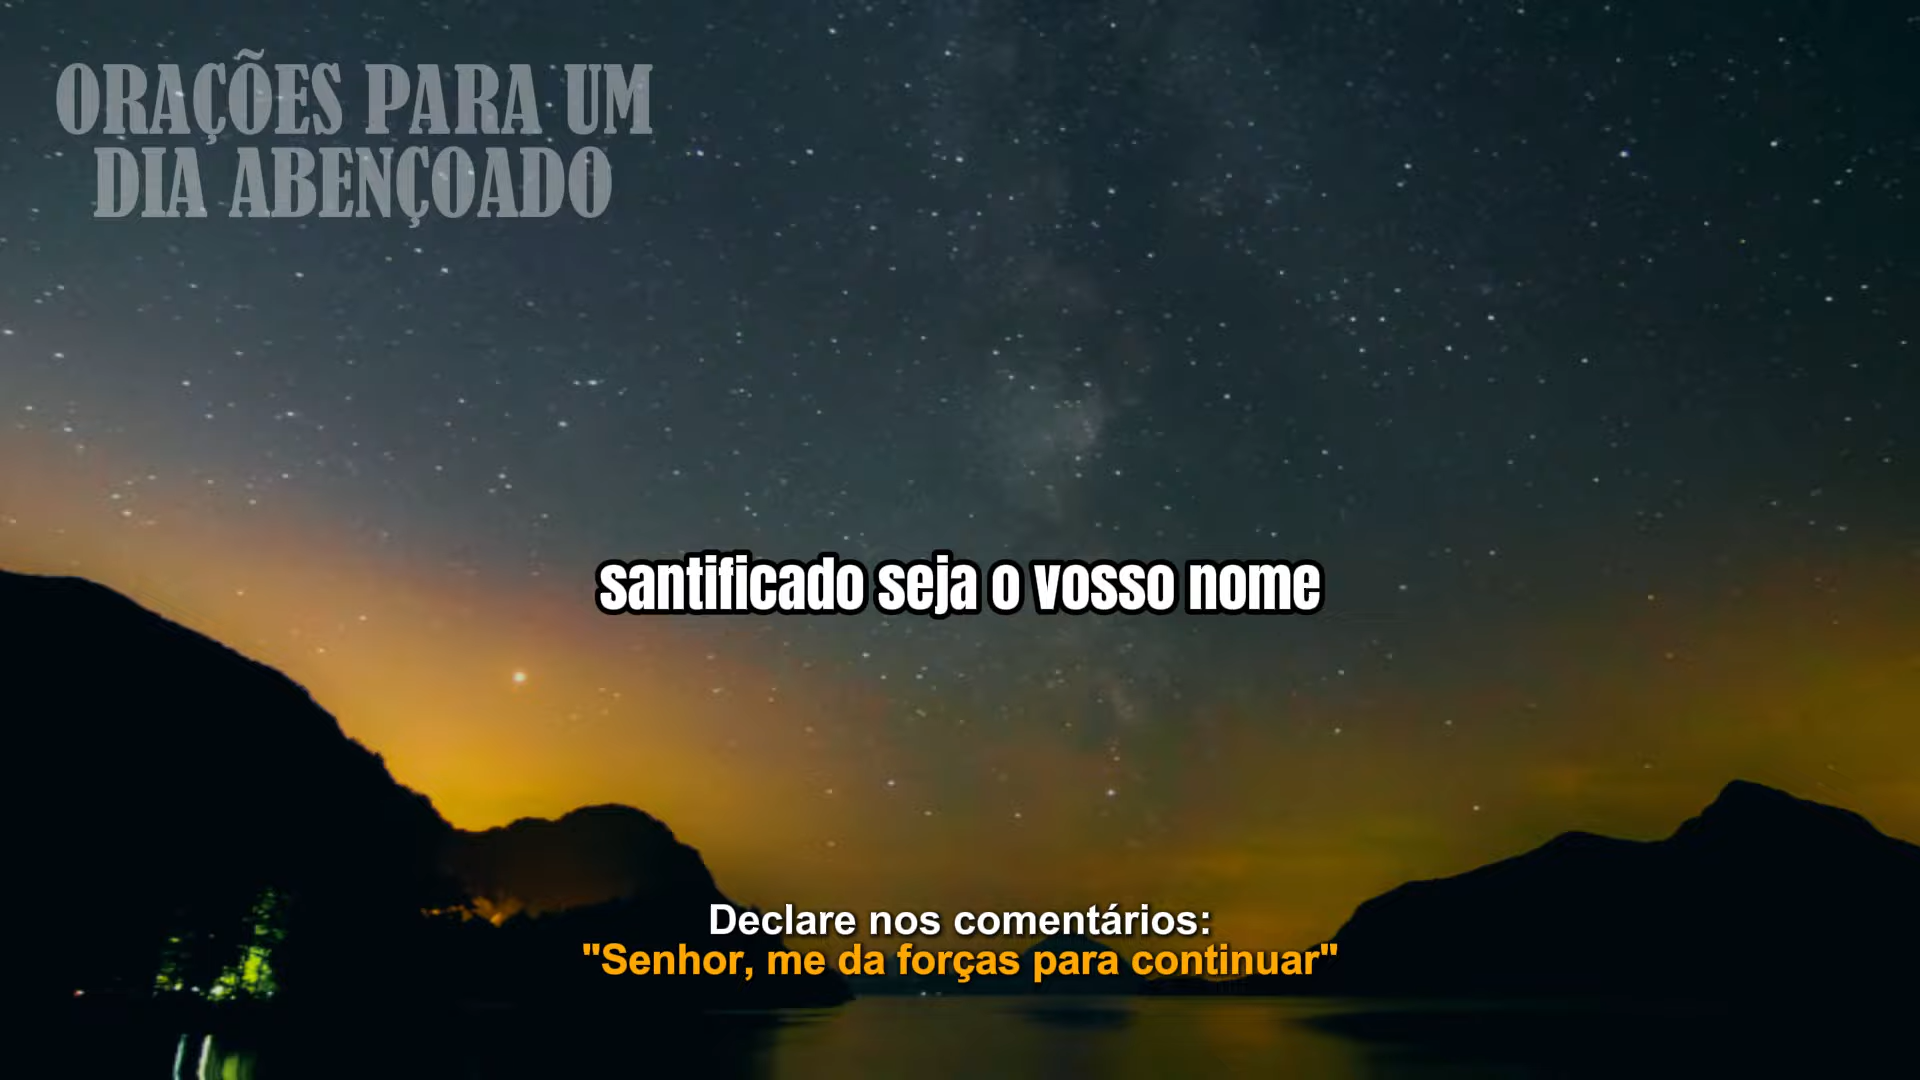 ORAÇÕES PARA UM
DIA ABENÇOADO
santificado seja o vosso nome
Declare nos comentários:
"Senhor, me da forças para continuar"